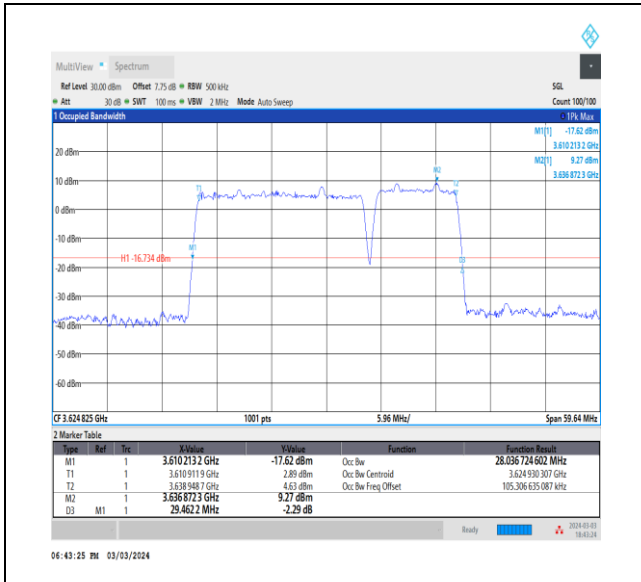 MultiView Spectrum
Ref Level 30.00 dBm Offset 7.75 dB RBW 500 kHz SGL
Att 30 dB SWT 100 ms VBW 2 MHz Mode Auto Sweep Count 100/100
1 Occupied Bandwidth 1Pk Max
M1[1] -17.62 dBm
3.610 213 2 GHz
M2[1] 9.27 dBm
3.636 872 3 GHz
20 dBm
M2
10 dBm
T1
T2
0 dBm
-10 dBm
M1
H1 -16.734 dBm
D3
-20 dBm
-30 dBm
-40 dBm
-50 dBm
-60 dBm
CF 3.624 825 GHz 1001 pts 5.96 MHz/ Span 59.64 MHz
2 Marker Table
Type Ref Trc X-Value Y-Value Function Function Result
M1 1 3.610 213 2 GHz -17.62 dBm Occ Bw 28.036 724 602 MHz
T1 1 3.610 911 9 GHz 2.89 dBm Occ Bw Centroid 3.624 930 307 GHz
T2 1 3.638 948 7 GHz 4.63 dBm Occ Bw Freq Offset 105.306 635 087 kHz
M2 1 3.636 872 3 GHz 9.27 dBm
D3 M1 1 29.462 2 MHz -2.29 dB
Ready 2024-03-03
18:43:24
06:43:25 PM 03/03/2024